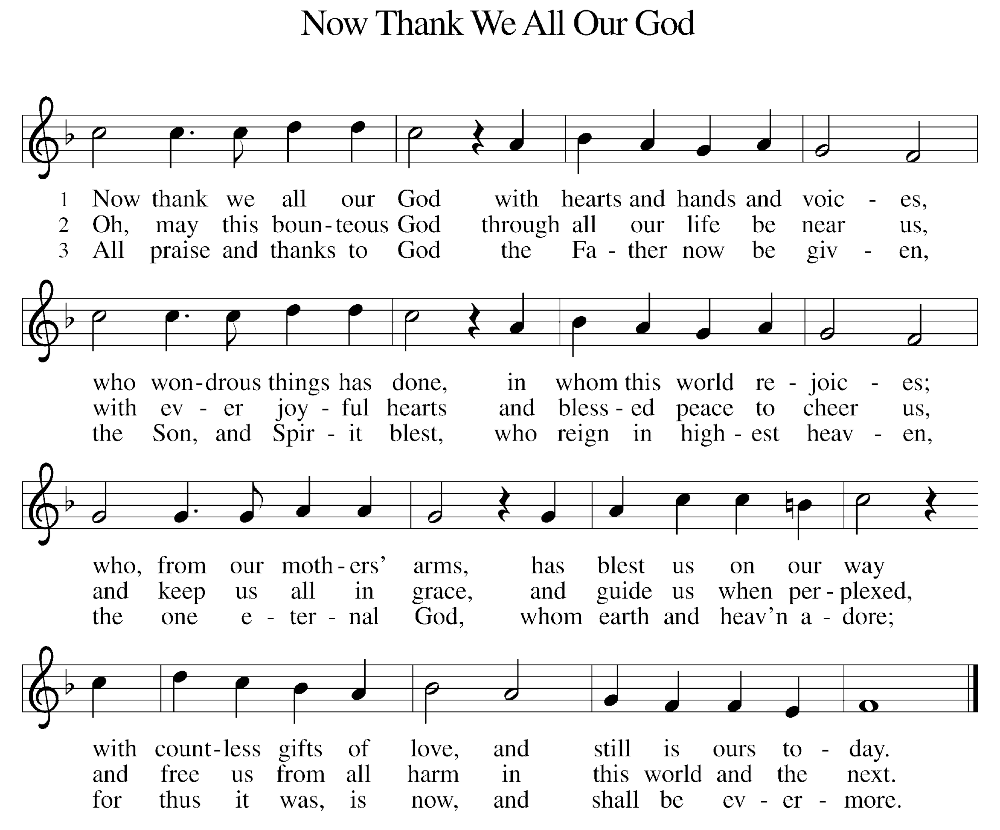 Now Thank We All Our God
1 Now thank we all our God with hearts and hands and voic - es,
2 Oh, may this boun - teous God through all our life be near us,
3 All praise and thanks to God the Fa - ther now be giv - en,
who won - drous things has done, in whom this world re - joic - es;
with ev - er joy - ful hearts and bless - ed peace to cheer us,
the Son, and Spir - it blest, who reign in high - est heav - en,
who, from our moth - ers’ arms, has blest us on our way
and keep us all in grace, and guide us when per - plexed,
the one e - ter - nal God, whom earth and heav’n a - dore;
with count - less gifts of love, and still is ours to - day.
and free us from all harm in this world and the next.
for thus it was, is now, and shall be ev - er - more.